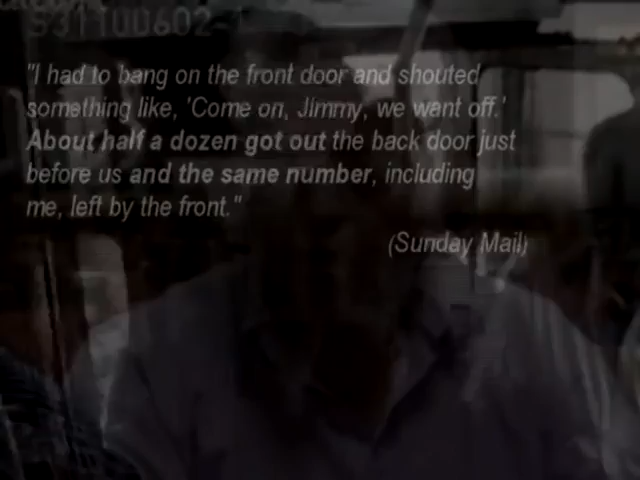 "I had to bang on the front door and shouted
something like, 'Come on, Jimmy, we want off.'
About half a dozen got out the back door just
before us and the same number, including
me, left by the front."
(Sunday Mail)